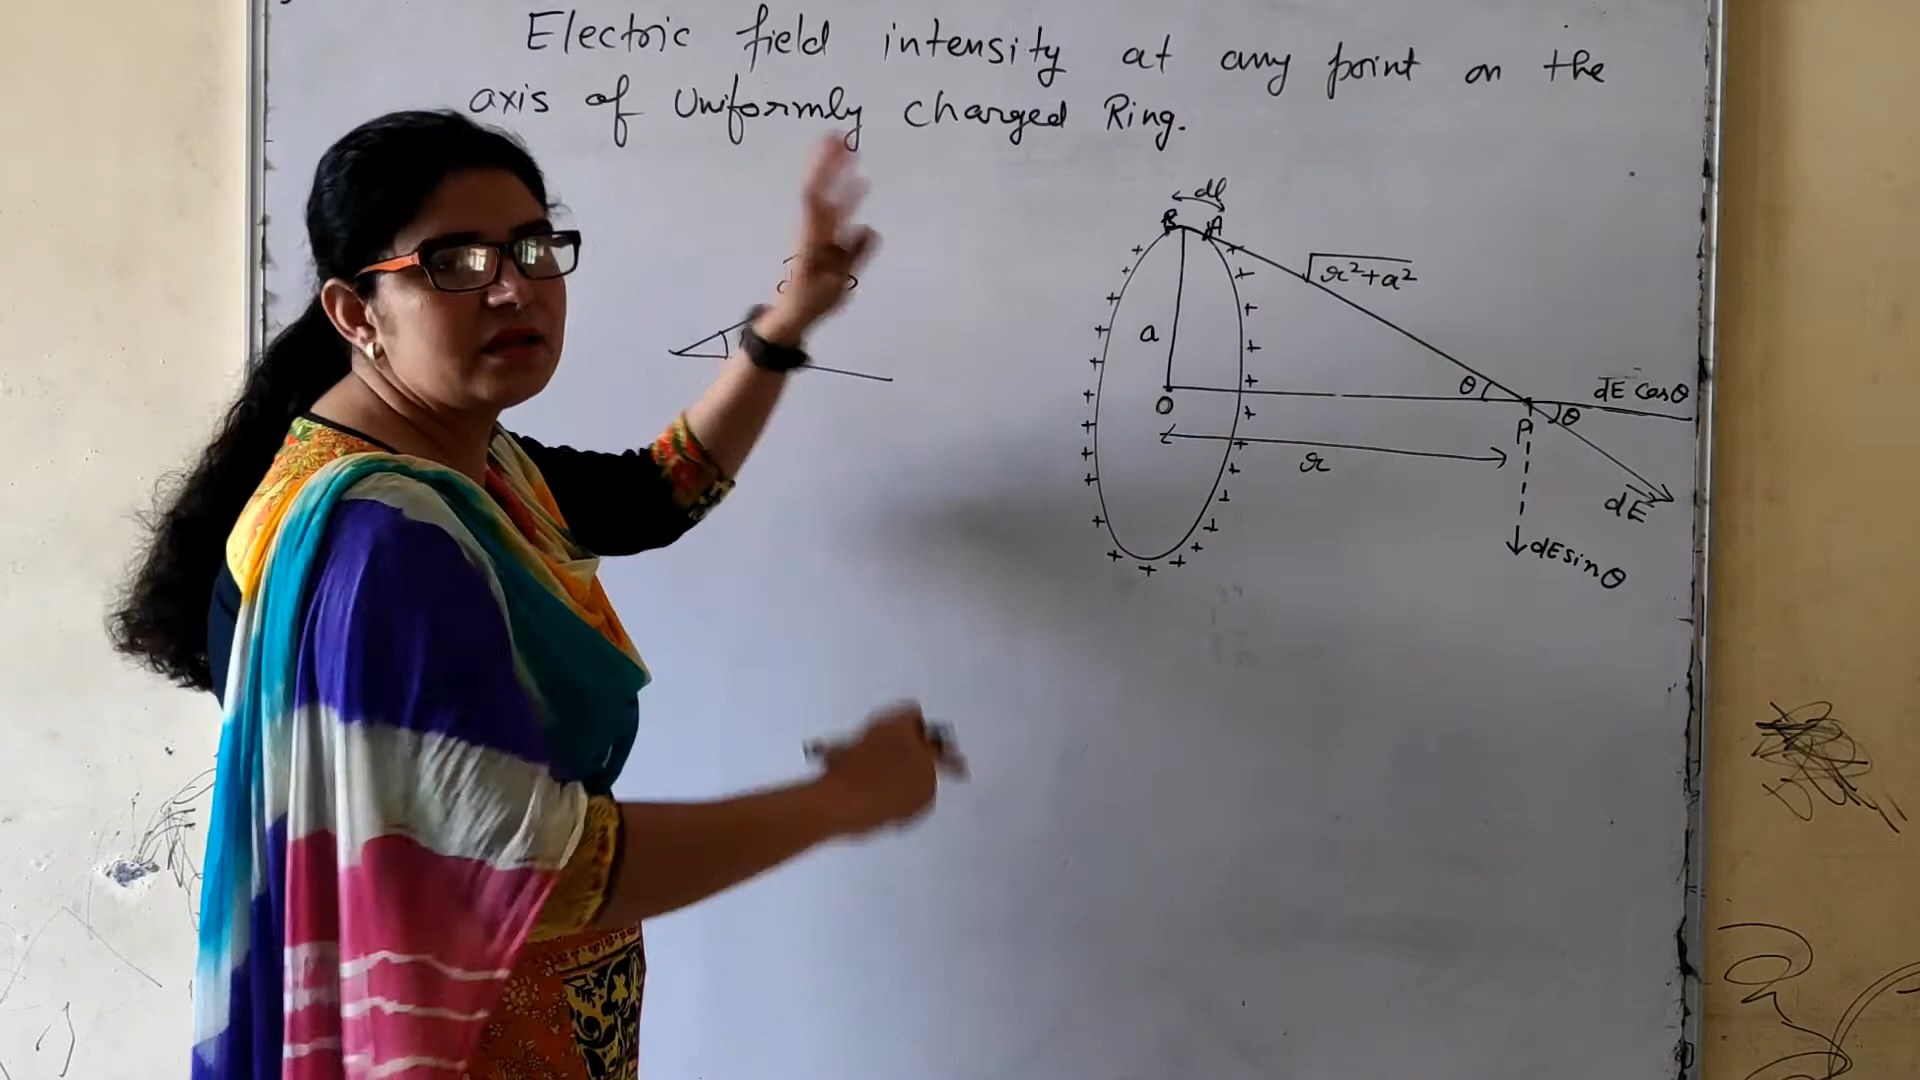 Electric field intensity at any point on the
axis of Uniformly Charged Ring.
dl
B A
√r²+a²
a
θ
dE cosθ
O
θ
P
r
dE
dE sinθ